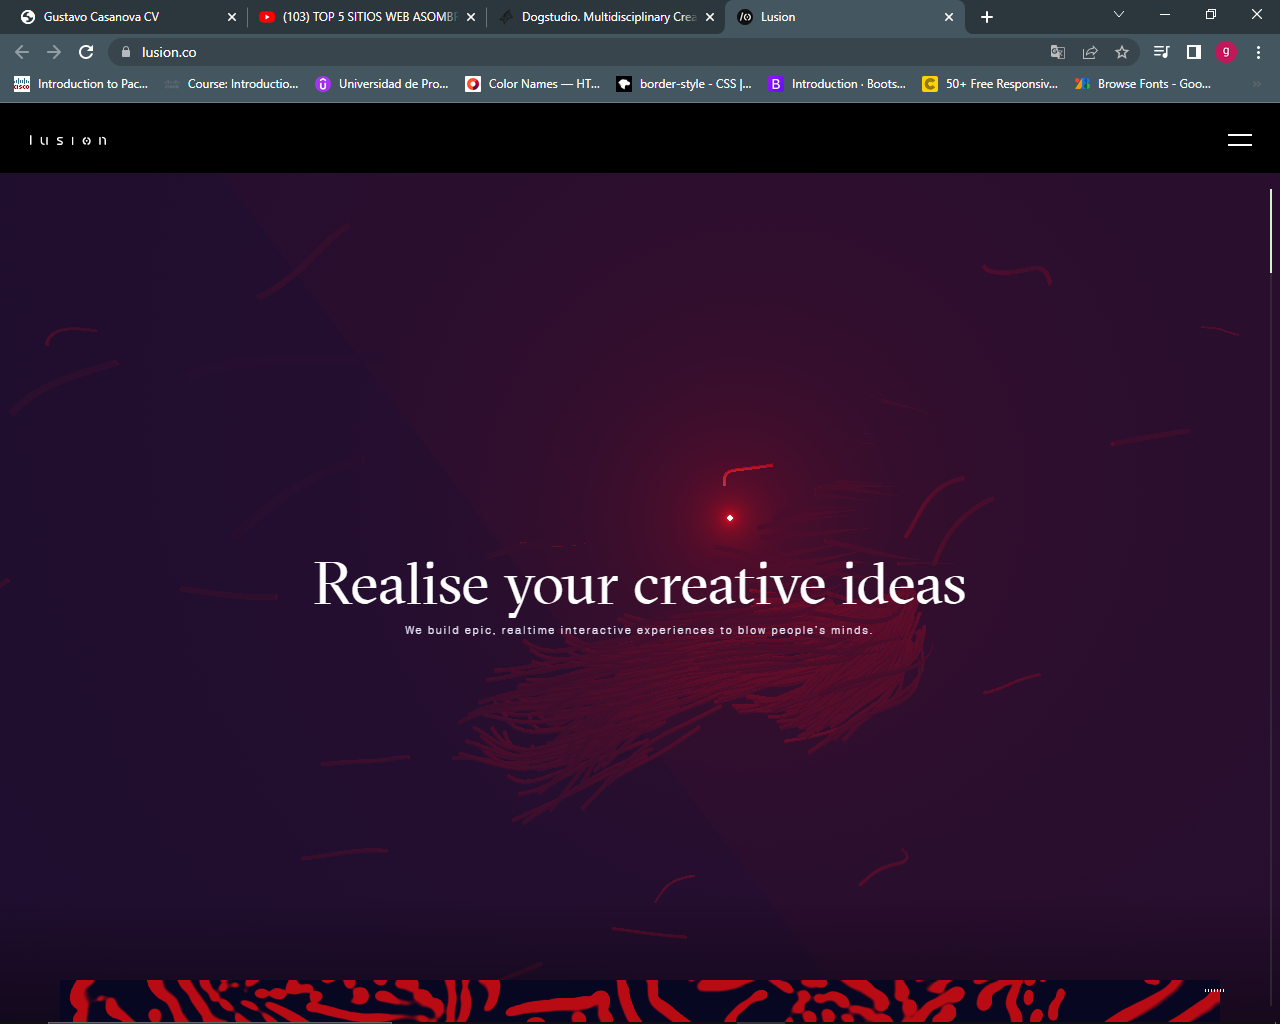 Gustavo Casanova CV
(103) TOP 5 SITIOS WEB ASOMBR
Dogstudio. Multidisciplinary Crea
Lusion
lusion.co
g
Introduction to Pac...
Course: Introductio...
Universidad de Pro...
Color Names — HT...
border-style - CSS |...
Introduction · Boots...
50+ Free Responsiv...
Browse Fonts - Goo...
lusion
Realise your creative ideas
We build epic, realtime interactive experiences to blow people's minds.